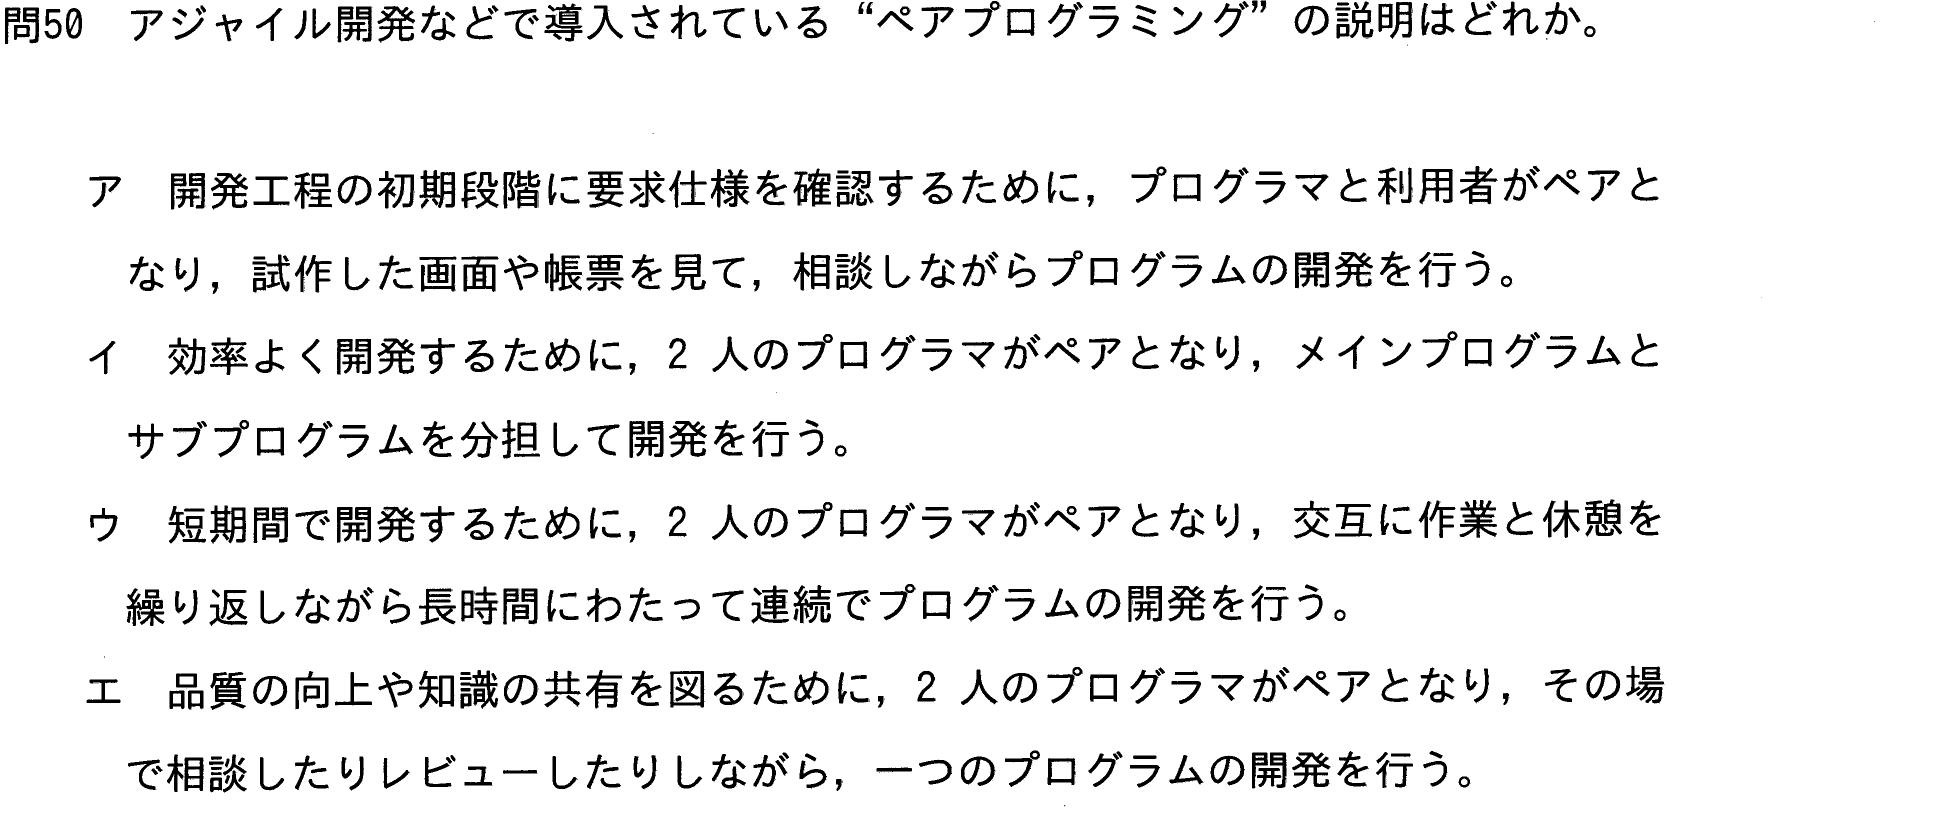 問50 アジャイル開発などで導入されている“ペアプログラミング”の説明はどれか。
ア 開発工程の初期段階に要求仕様を確認するために，プログラマと利用者がペアと
なり，試作した画面や帳票を見て，相談しながらプログラムの開発を行う。
イ 効率よく開発するために，2 人のプログラマがペアとなり，メインプログラムと
サブプログラムを分担して開発を行う。
ウ 短期間で開発するために，2 人のプログラマがペアとなり，交互に作業と休憩を
繰り返しながら長時間にわたって連続でプログラムの開発を行う。
エ 品質の向上や知識の共有を図るために，2 人のプログラマがペアとなり，その場
で相談したりレビューしたりしながら，一つのプログラムの開発を行う。